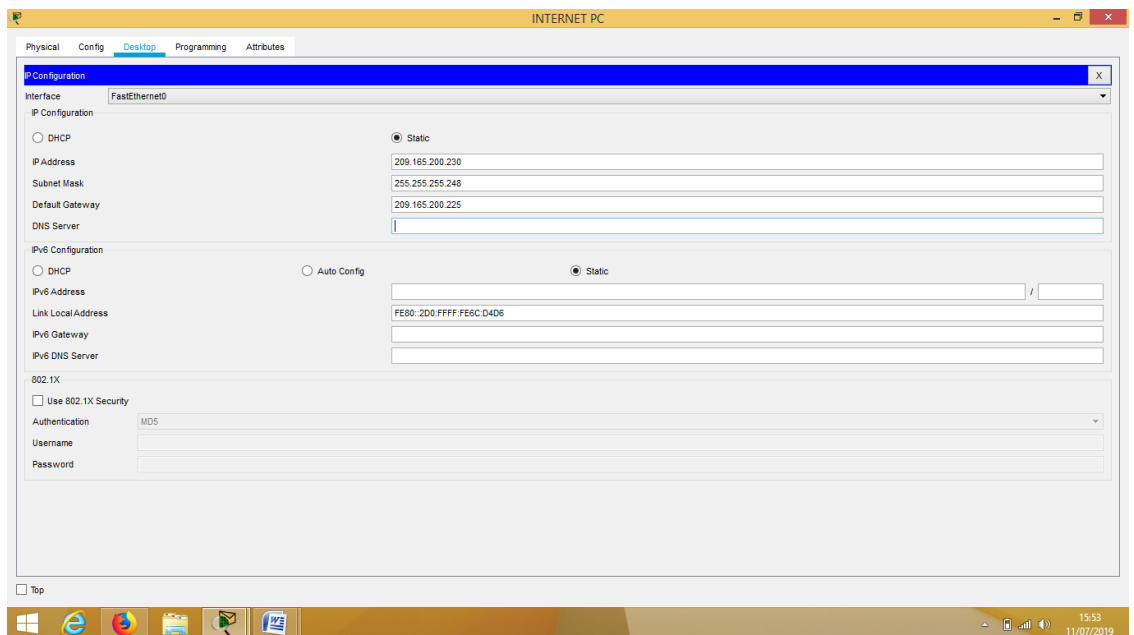 INTERNET PC
Physical Config Desktop Programming Attributes
IP Configuration X
Interface FastEthernet0
IP Configuration
DHCP Static
IP Address 209.165.200.230
Subnet Mask 255.255.255.248
Default Gateway 209.165.200.225
DNS Server
IPv6 Configuration
DHCP Auto Config Static
IPv6 Address /
Link Local Address FE80::2D0:FFFF:FE6C:D4D6
IPv6 Gateway
IPv6 DNS Server
802.1X
Use 802.1X Security
Authentication MD5
Username
Password
Top
15:53
11/07/2019